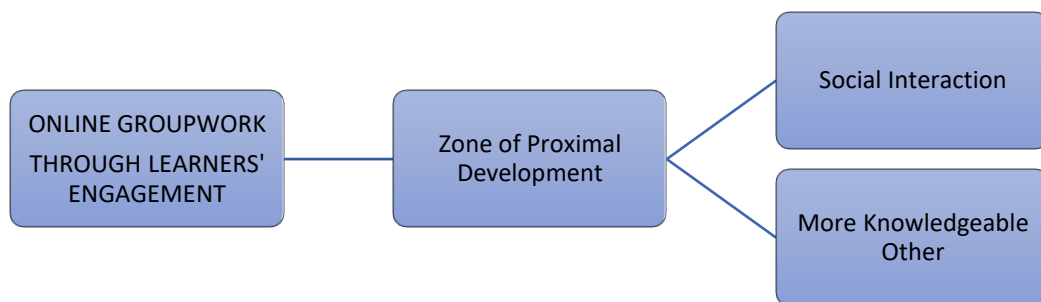 ONLINE GROUPWORK
THROUGH LEARNERS'
ENGAGEMENT
Zone of Proximal
Development
Social Interaction
More Knowledgeable
Other